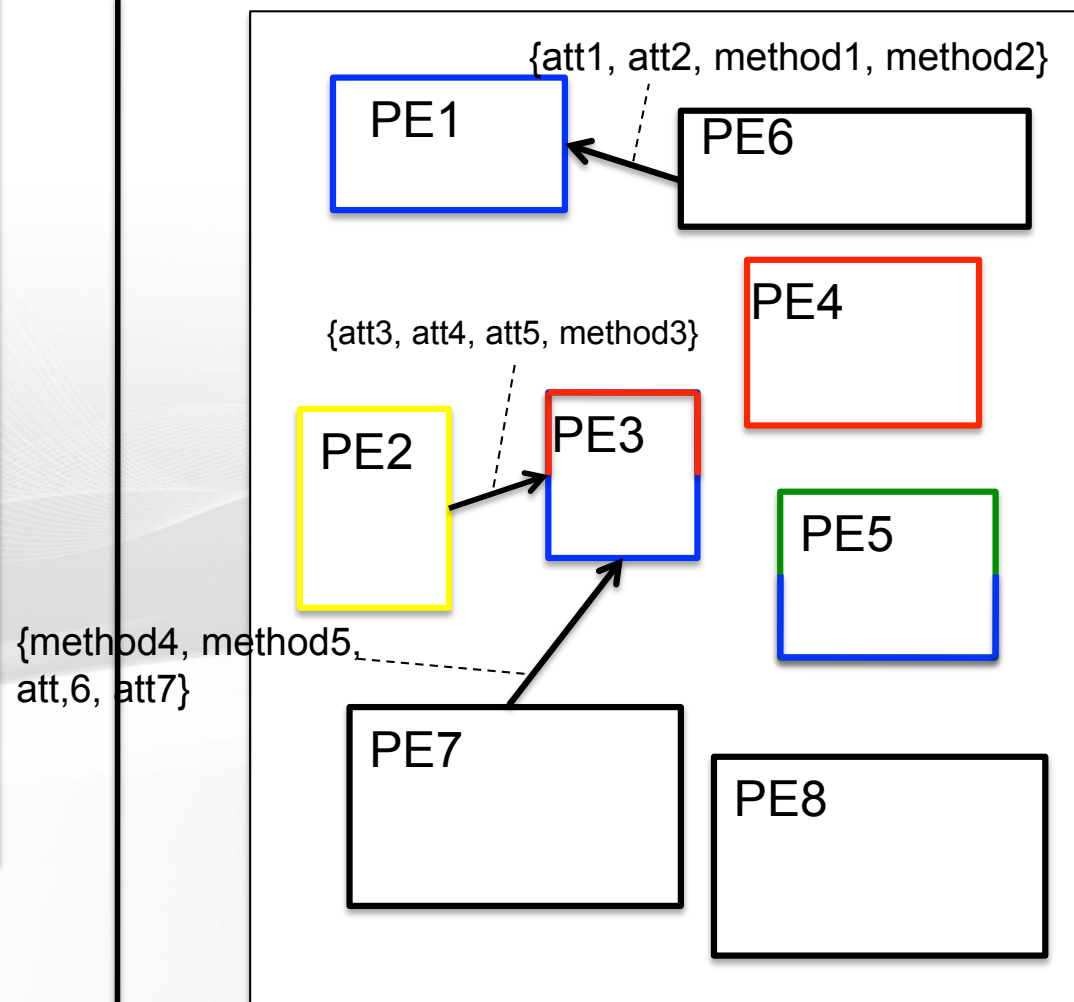 {att1, att2, method1, method2}
PE1
PE6
PE4
{att3, att4, att5, method3}
PE2
PE3
PE5
{method4, method5,
att,6, att7}
PE7
PE8